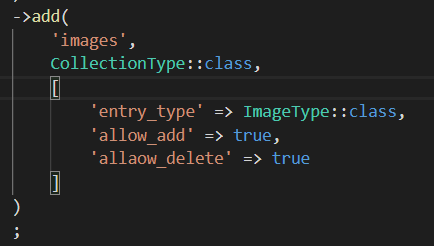 ->add(
'images',
CollectionType::class,
[
'entry_type' => ImageType::class,
'allow_add' => true,
'allaow_delete' => true
]
)
;